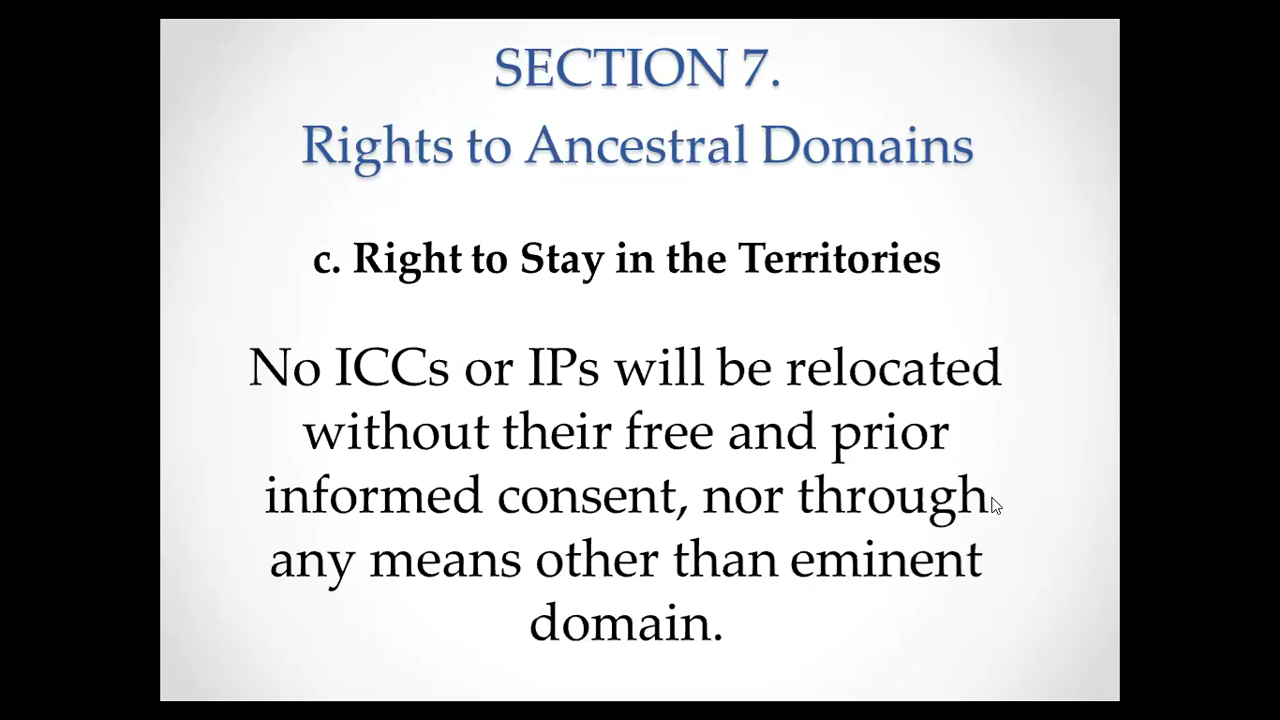 SECTION 7.
Rights to Ancestral Domains
c. Right to Stay in the Territories
No ICCs or IPs will be relocated
without their free and prior
informed consent, nor through
any means other than eminent
domain.